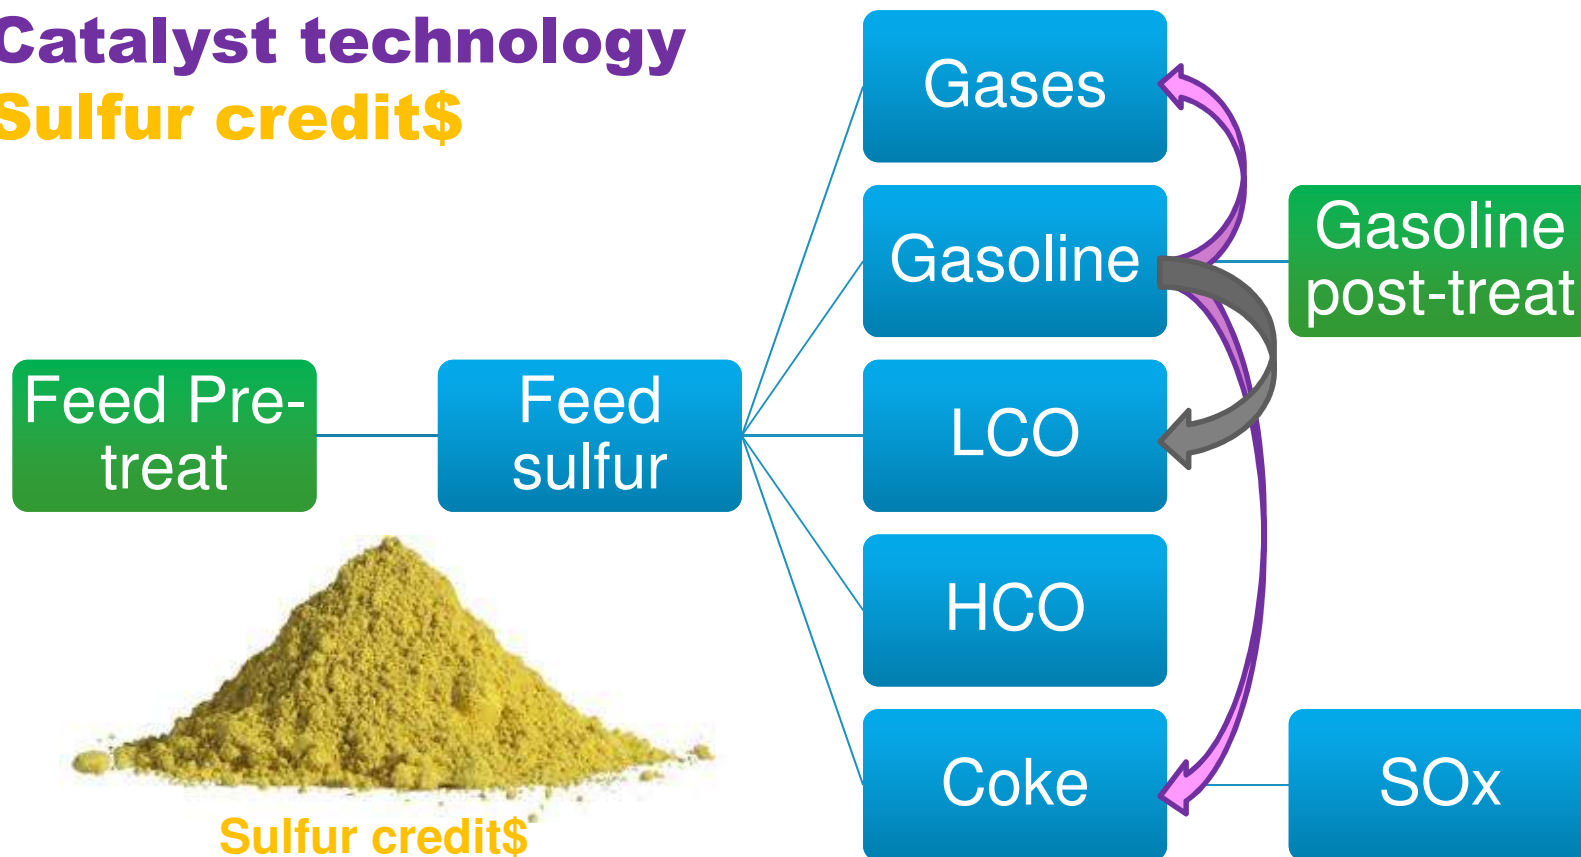 Catalyst technology
Sulfur credit$
Gases
Gasoline
Gasoline
post-treat
Feed Pre-
treat
Feed
sulfur
LCO
HCO
Coke
SOx
Sulfur credit$